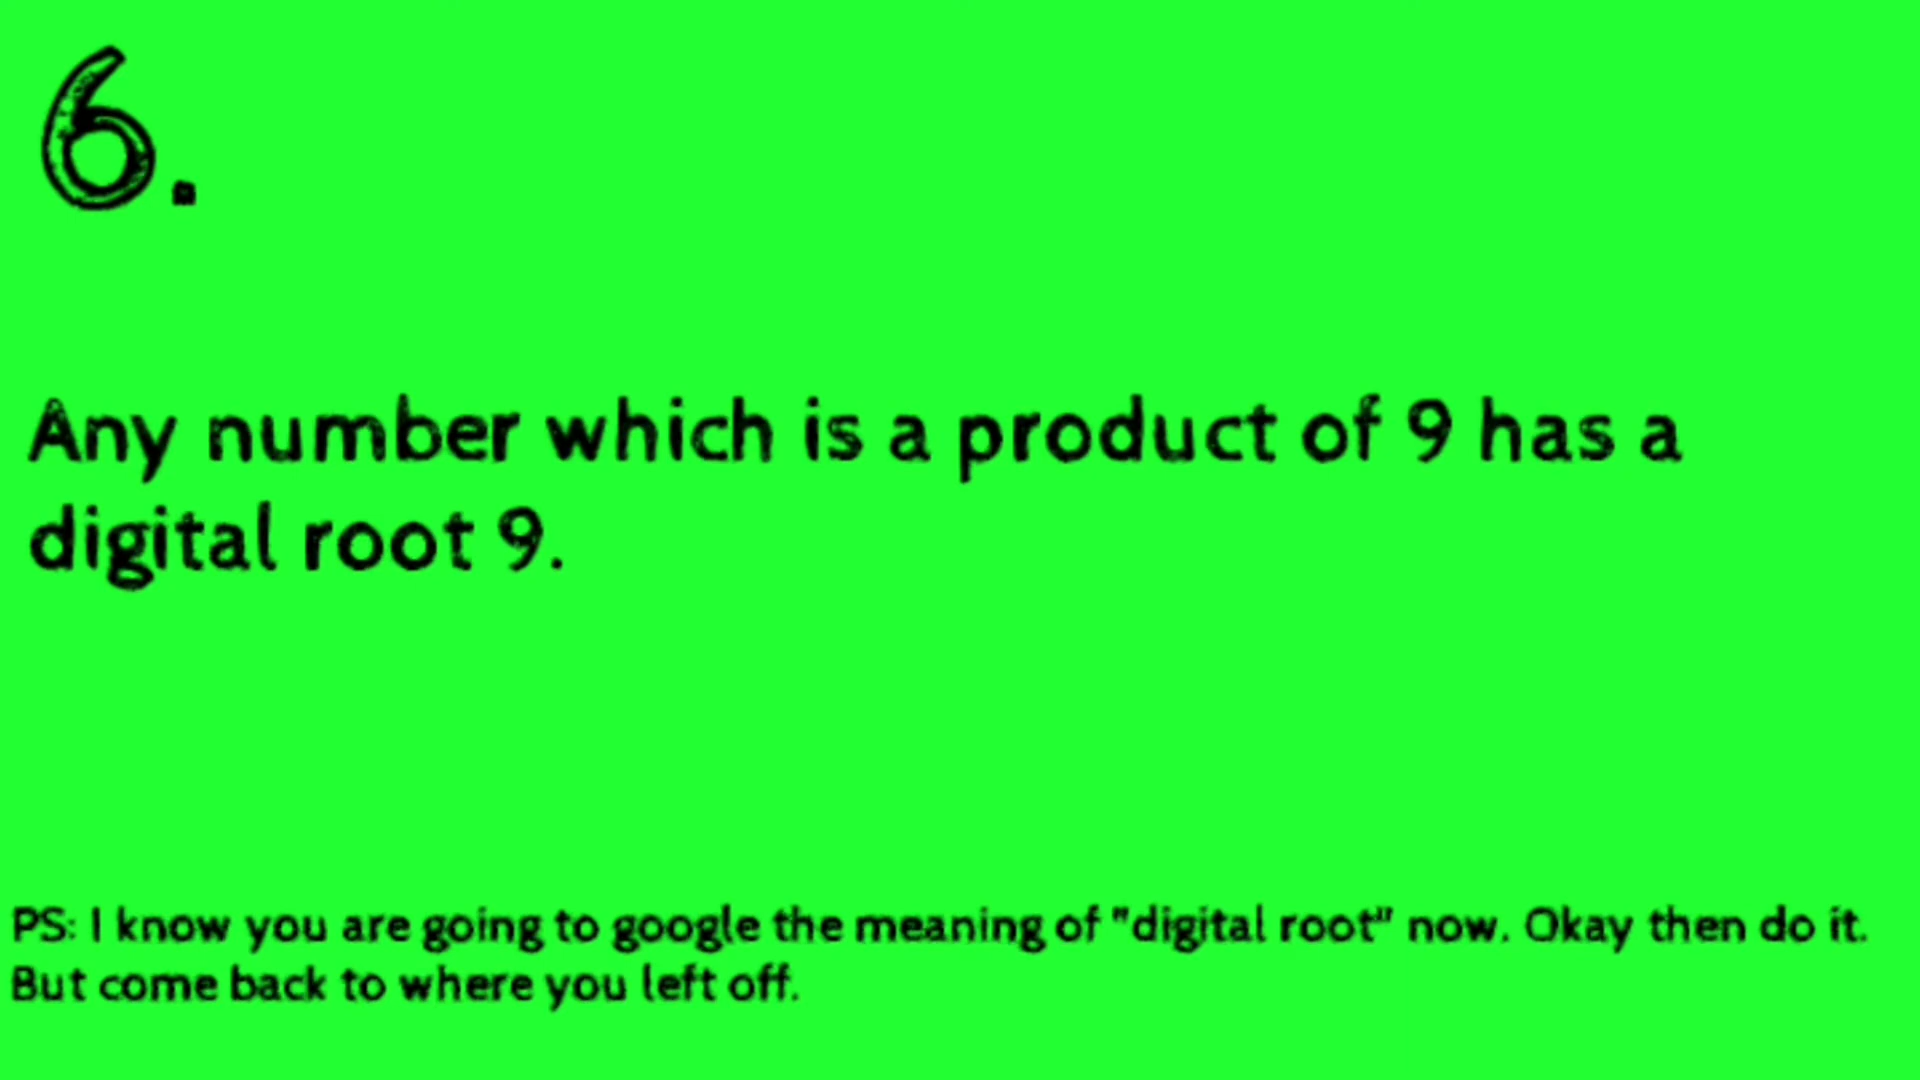 6.
Any number which is a product of 9 has a
digital root 9.
PS: I know you are going to google the meaning of "digital root" now. Okay then do it.
But come back to where you left off.